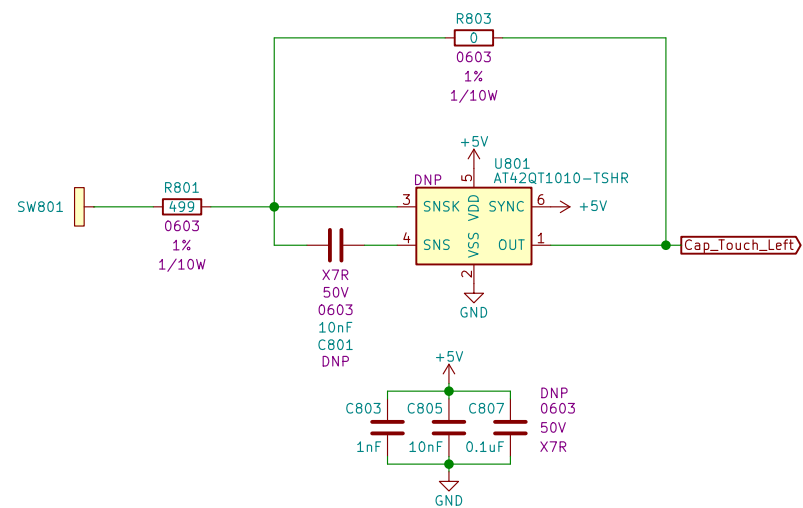 R803
0
0603
1%
1/10W
+5V
U801
AT42QT1010-TSHR
DNP
5
R801
SW801
499
3
SNSK
VDD
SYNC
6
+5V
0603
1%
1/10W
4
SNS
VSS
OUT
1
Cap_Touch_Left
2
X7R
50V
0603
10nF
C801
DNP
GND
+5V
C803
C805
C807
DNP
0603
50V
X7R
1nF
10nF
0.1uF
GND